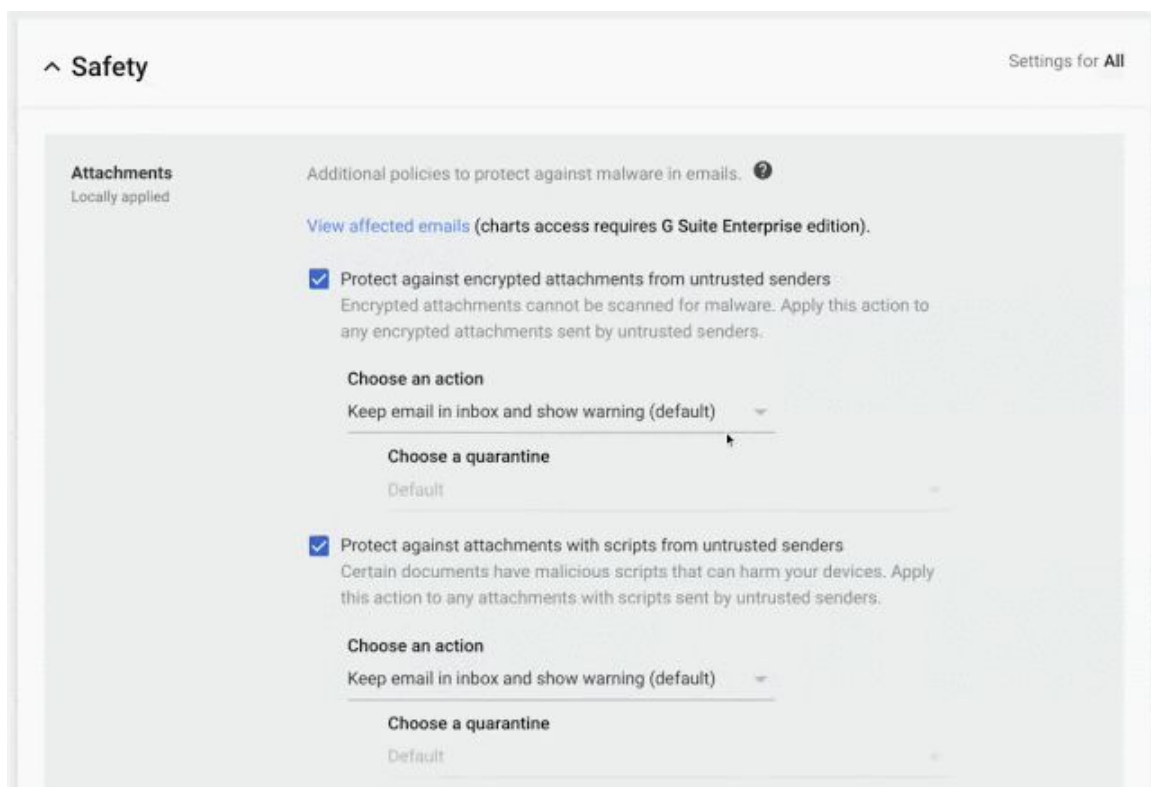 Safety
Settings for All
Attachments
Locally applied
Additional policies to protect against malware in emails. ?
View affected emails (charts access requires G Suite Enterprise edition).
Protect against encrypted attachments from untrusted senders
Encrypted attachments cannot be scanned for malware. Apply this action to
any encrypted attachments sent by untrusted senders.
Choose an action
Keep email in inbox and show warning (default)
Choose a quarantine
Default
Protect against attachments with scripts from untrusted senders
Certain documents have malicious scripts that can harm your devices. Apply
this action to any attachments with scripts sent by untrusted senders.
Choose an action
Keep email in inbox and show warning (default)
Choose a quarantine
Default